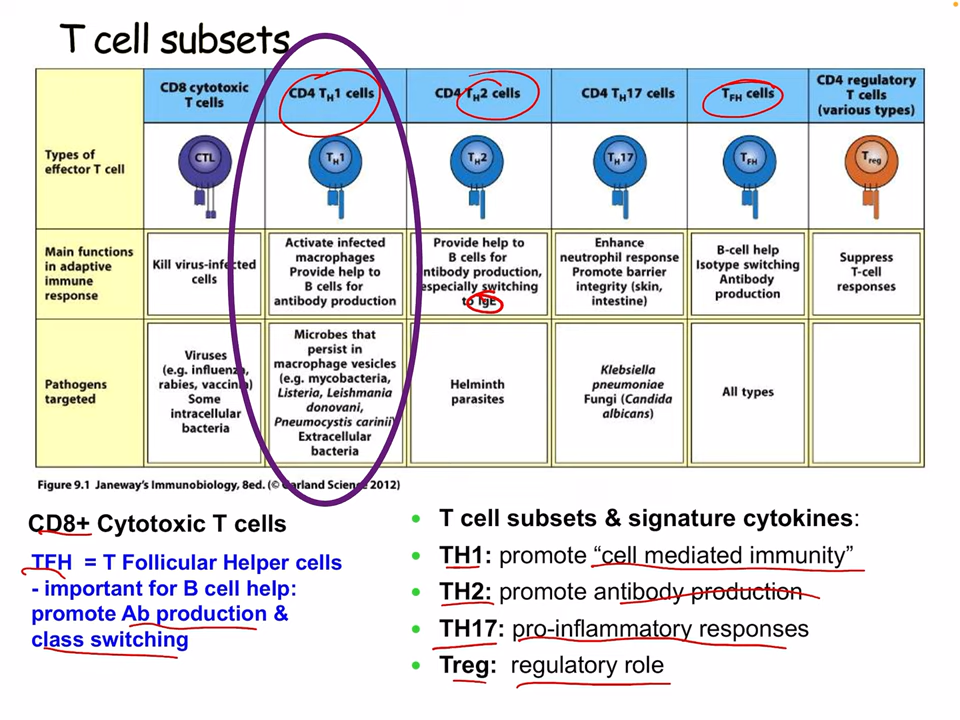 T cell subsets
CD8 cytotoxic
T cells
CD4 TH1 cells
CD4 TH2 cells
CD4 TH17 cells
TFH cells
CD4 regulatory
T cells
(various types)
Types of
effector T cell
CTL
TH1
TH2
TH17
TFH
Treg
Main functions
in adaptive
immune
response
Kill virus-infected
cells
Activate infected
macrophages
Provide help to
B cells for
antibody production
Provide help to
B cells for
antibody production,
especially switching
to IgE
Enhance
neutrophil response
Promote barrier
integrity (skin,
intestine)
B-cell help
Isotype switching
Antibody
production
Suppress
T-cell
responses
Pathogens
targeted
Viruses
(e.g. influenza,
rabies, vaccinia)
Some
intracellular
bacteria
Microbes that
persist in
macrophage vesicles
(e.g. mycobacteria,
Listeria, Leishmania
donovani,
Pneumocystis carinii)
Extracellular
bacteria
Helminth
parasites
Klebsiella
pneumoniae
Fungi (Candida
albicans)
All types
Figure 9.1 Janeway's Immunobiology, 8ed. (© Garland Science 2012)
CD8+ Cytotoxic T cells
TFH = T Follicular Helper cells
- important for B cell help:
promote Ab production &
class switching
• T cell subsets & signature cytokines:
• TH1: promote “cell mediated immunity”
• TH2: promote antibody production
• TH17: pro-inflammatory responses
• Treg: regulatory role